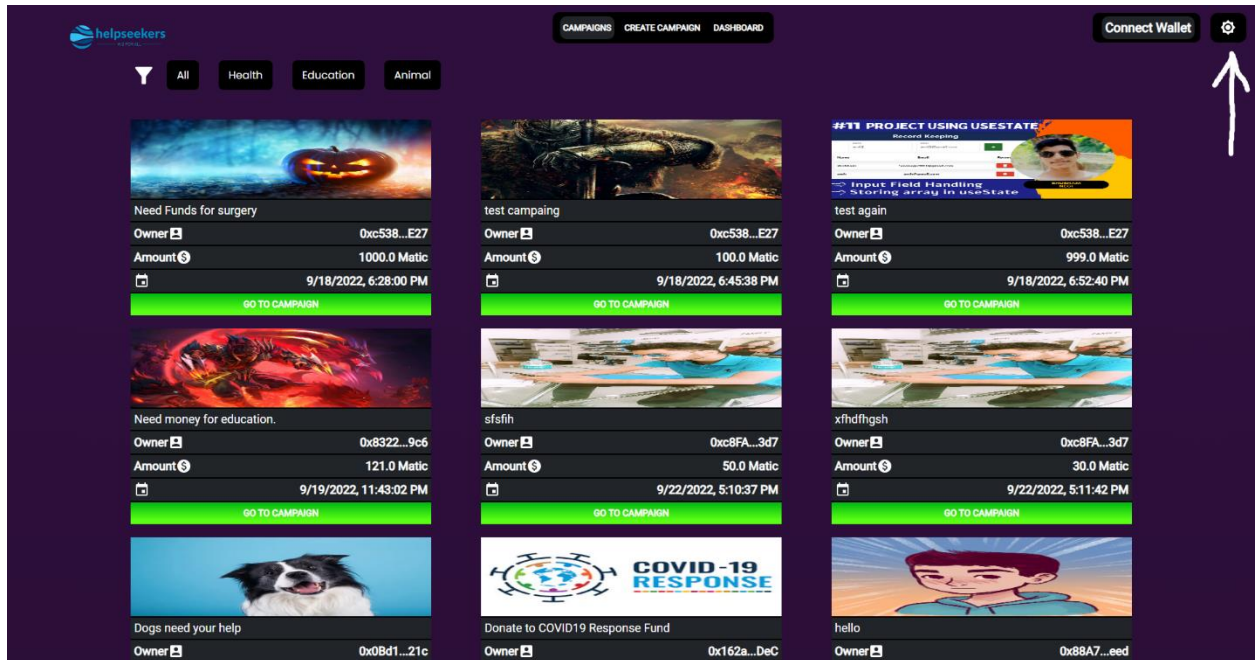 helpseekers
CAMPAIGNS CREATE CAMPAIGN DASHBOARD
Connect Wallet
All Health Education Animal
#11 PROJECT USING USESTATE
Record Keeping
Input Field Handling
Storing array in useState
Need Funds for surgery
test campaing
test again
Owner 0xc538...E27
Owner 0xc538...E27
Owner 0xc538...E27
Amount 1000.0 Matic
Amount 100.0 Matic
Amount 999.0 Matic
9/18/2022, 6:28:00 PM
9/18/2022, 6:45:38 PM
9/18/2022, 6:52:40 PM
GO TO CAMPAIGN
GO TO CAMPAIGN
GO TO CAMPAIGN
Need money for education.
sfsfih
xfhdfhgsh
Owner 0x8322...9c6
Owner 0xc8FA...3d7
Owner 0xc8FA...3d7
Amount 121.0 Matic
Amount 50.0 Matic
Amount 30.0 Matic
9/19/2022, 11:43:02 PM
9/22/2022, 5:10:37 PM
9/22/2022, 5:11:42 PM
GO TO CAMPAIGN
GO TO CAMPAIGN
GO TO CAMPAIGN
COVID-19
RESPONSE
Dogs need your help
Donate to COVID19 Response Fund
hello
Owner 0x0Bd1...21c
Owner 0x162a...DeC
Owner 0x88A7...eed